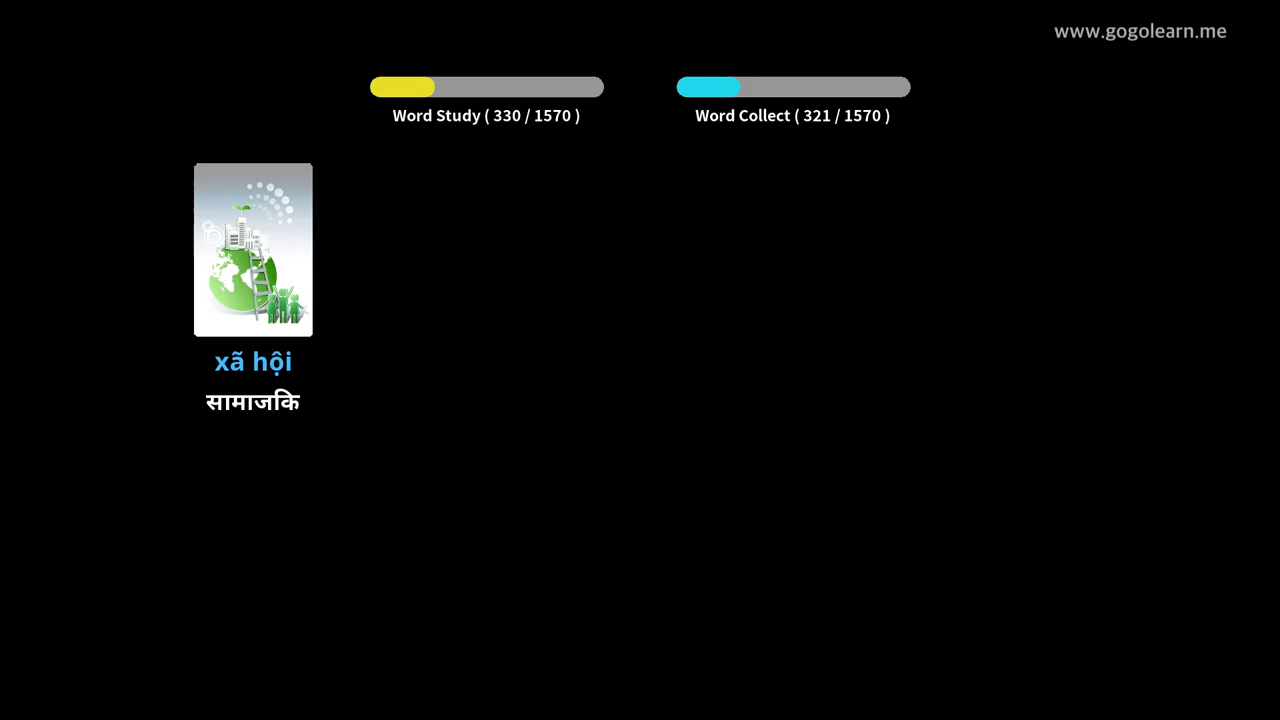 www.gogolearn.me
Word Study ( 330 / 1570 )
Word Collect ( 321 / 1570 )
xã hội
सामाजकि